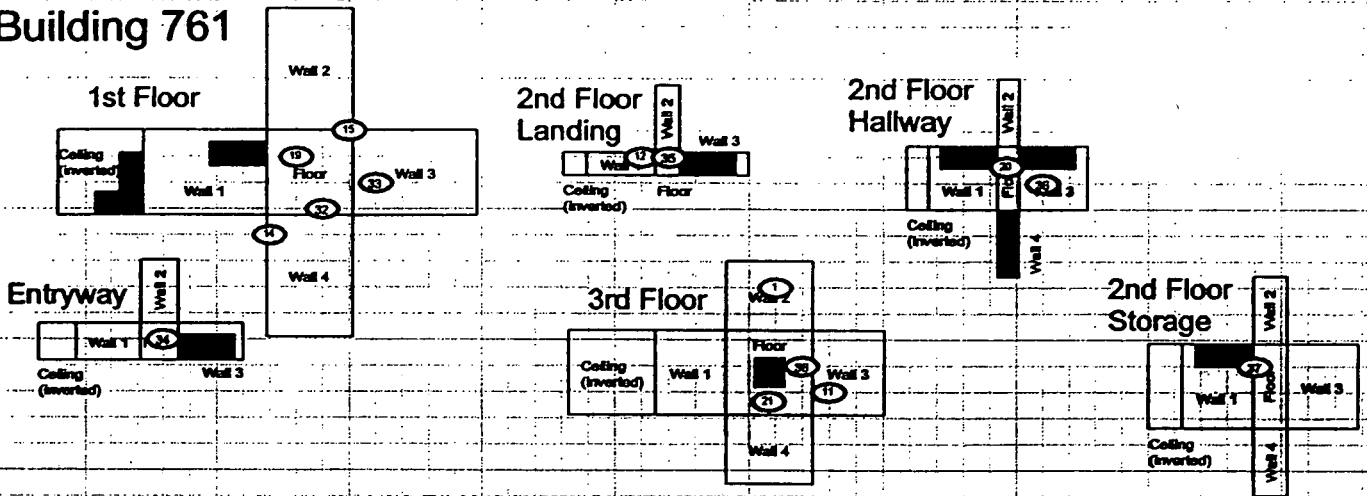 Building 761
1st Floor
Wall 2
15
Ceiling
(inverted)
19
Floor
Wall 1
33
Wall 3
32
14
Wall 4
2nd Floor
Landing
Wall 2
12
35
Wall 3
Ceiling
(inverted)
Floor
2nd Floor
Hallway
Wall 2
Wall 1
Wall 3
Ceiling
(inverted)
Wall 4
Entryway
Wall 2
Wall 1
34
Ceiling
(inverted)
Wall 3
3rd Floor
1
Floor
Ceiling
(inverted)
Wall 1
Wall 3
21
11
Wall 4
2nd Floor
Storage
Wall 2
Wall 1
Floor
Wall 3
Ceiling
(inverted)
Wall 4